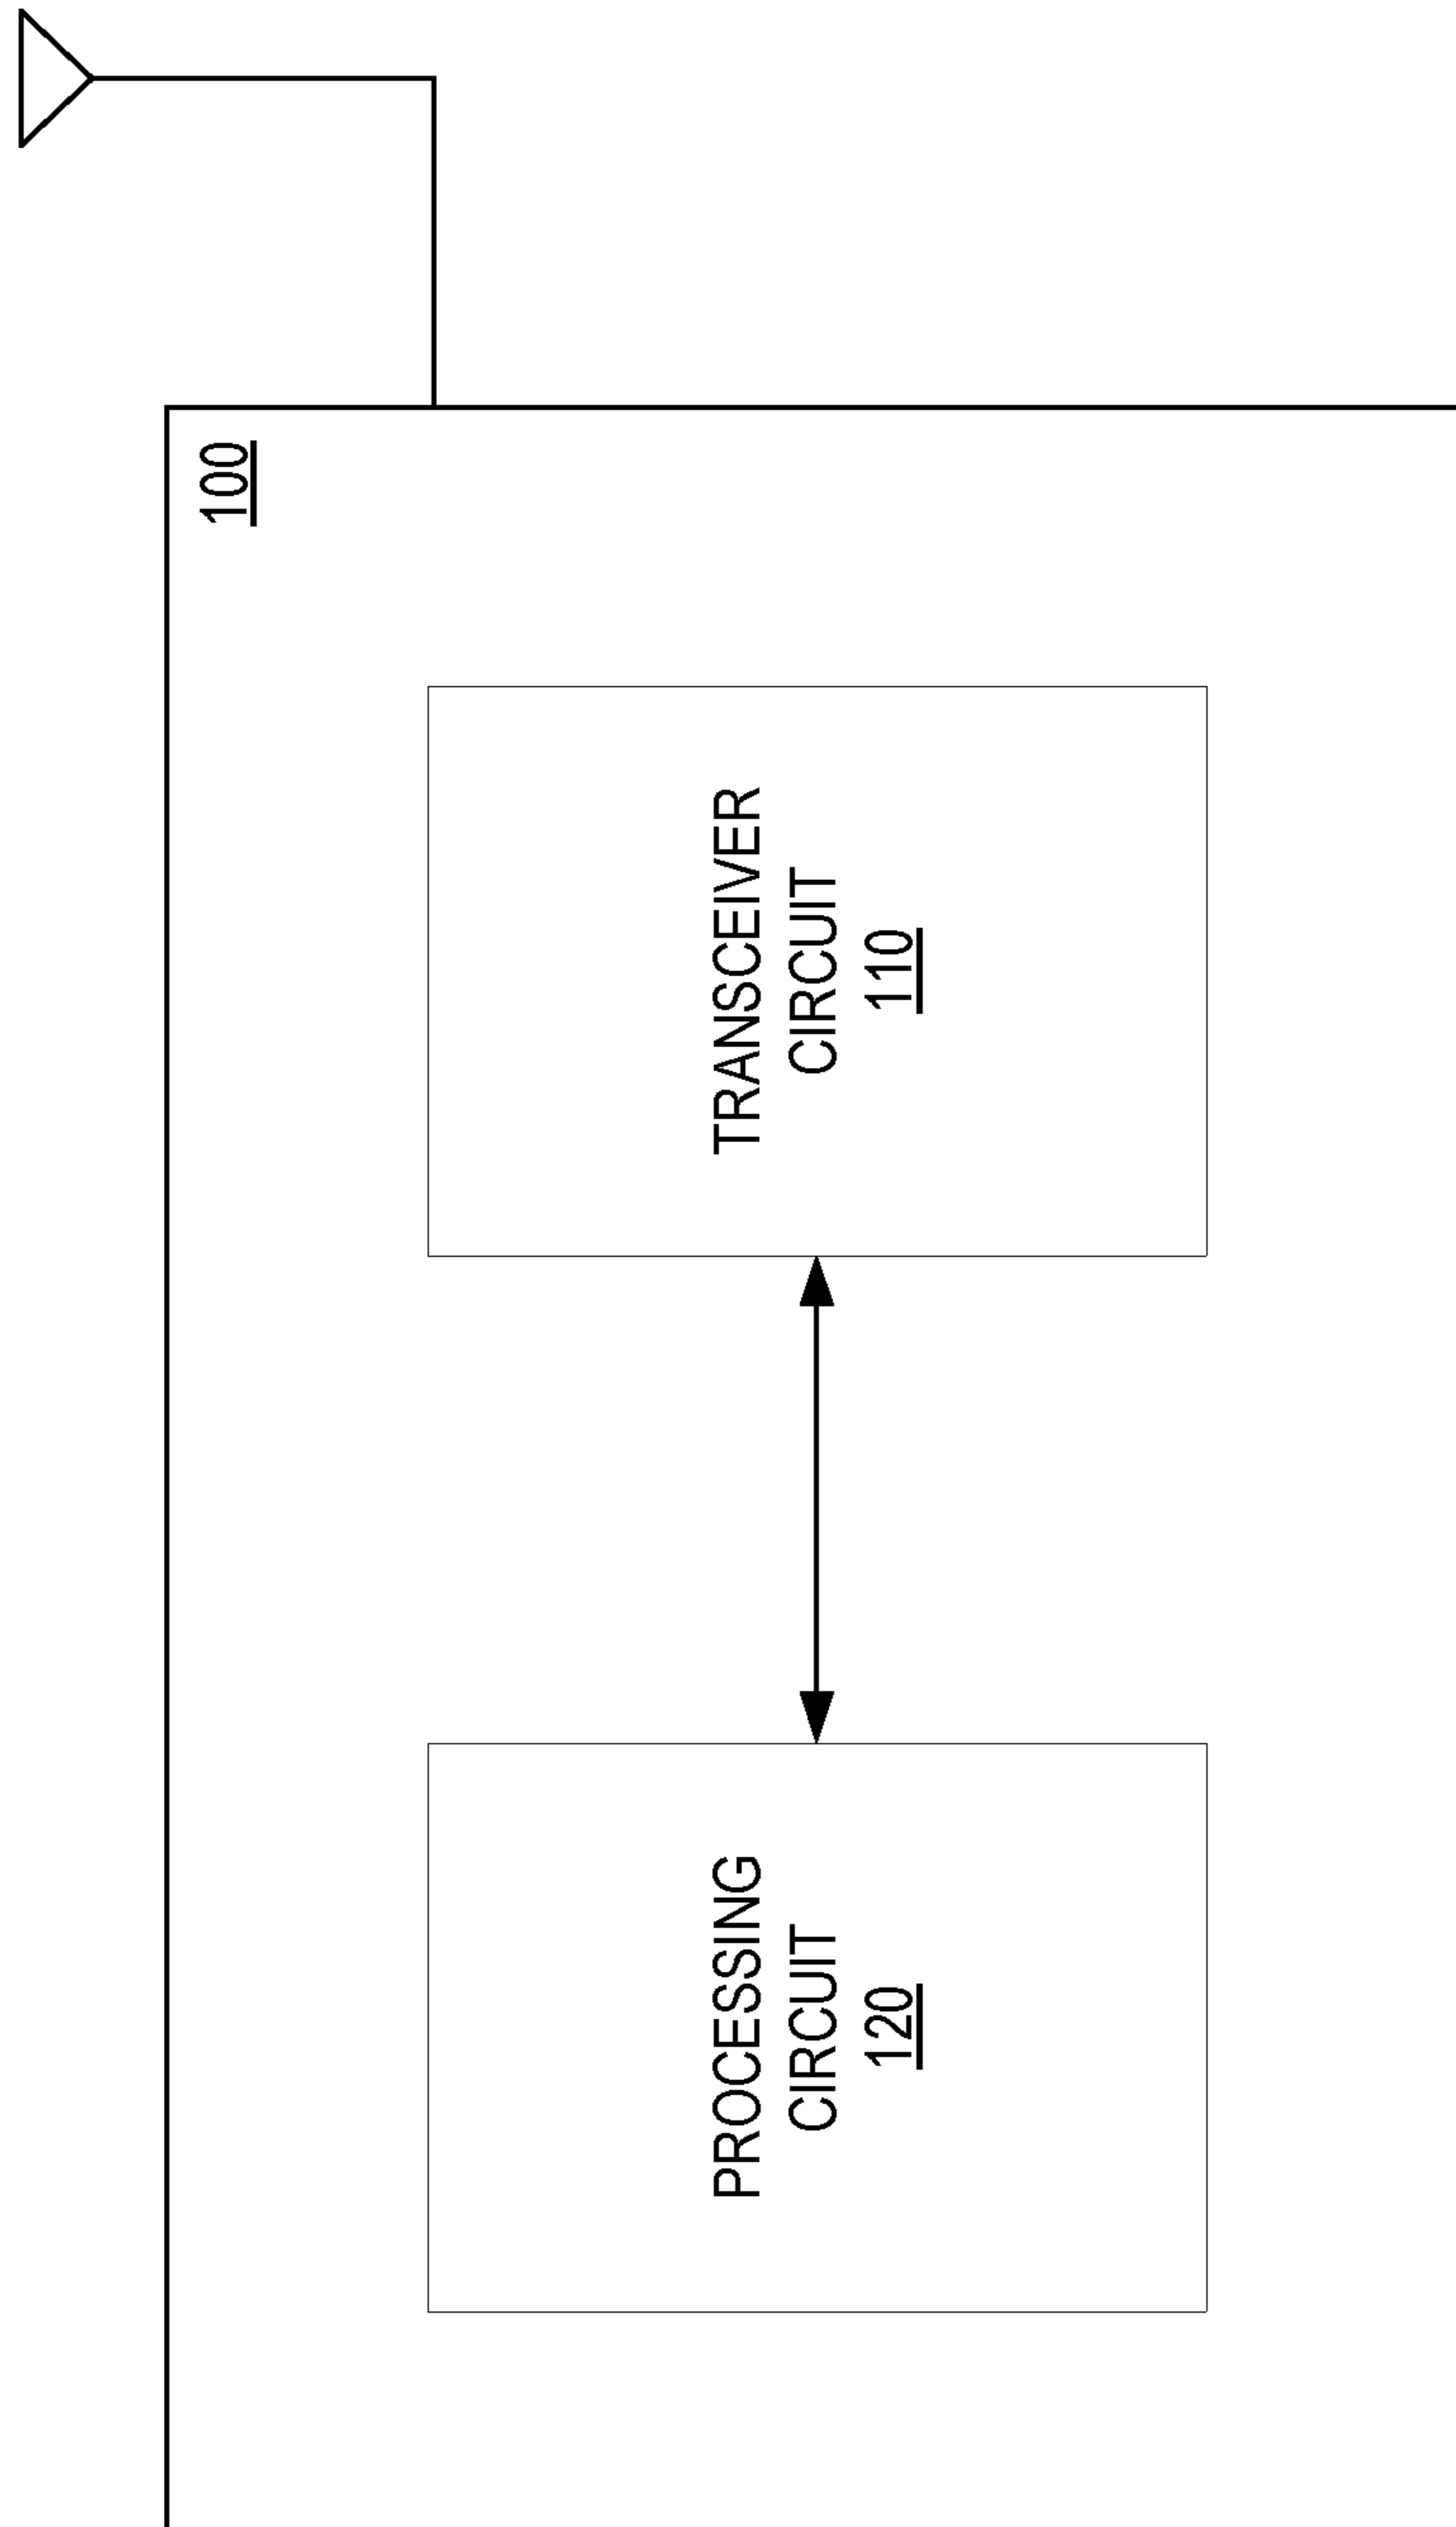 100
PROCESSING
CIRCUIT
120
TRANSCEIVER
CIRCUIT
110